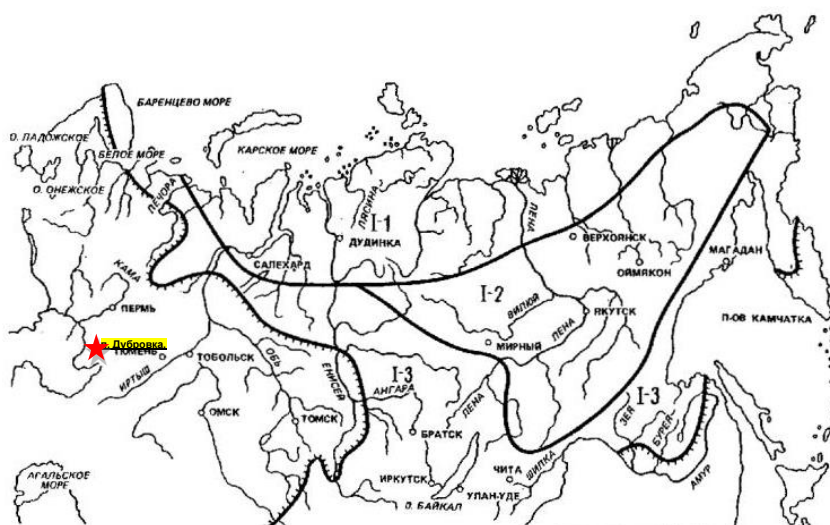 БАРЕНЦЕВО МОРЕ
О. ЛАДОЖСКОЕ
БЕЛОЕ МОРЕ
КАРСКОЕ МОРЕ
О. ОНЕЖСКОЕ
ПЕЧОРА
ПЯСИНА
I-1
ДУДИНКА
ЛЕНА
ВЕРХОЯНСК
САЛЕХАРД
ОЙМЯКОН
МАГАДАН
КАМА
I-2
ВИЛЮЙ
ЯКУТСК
ПЕРМЬ
П-ОВ КАМЧАТКА
МИРНЫЙ
ЛЕНА
Дубровка.
ТЮМЕНЬ
ТОБОЛЬСК
ОБЬ
ИРТЫШ
ЕНИСЕЙ
I-3
АНГАРА
ЛЕНА
I-3
ЗЕЯ
БУРЕЯ
ОМСК
ТОМСК
БРАТСК
ЧИТА
ШИЛКА
АМУР
АРАЛЬСКОЕ
МОРЕ
ИРКУТСК
УЛАН-УДЕ
О. БАЙКАЛ